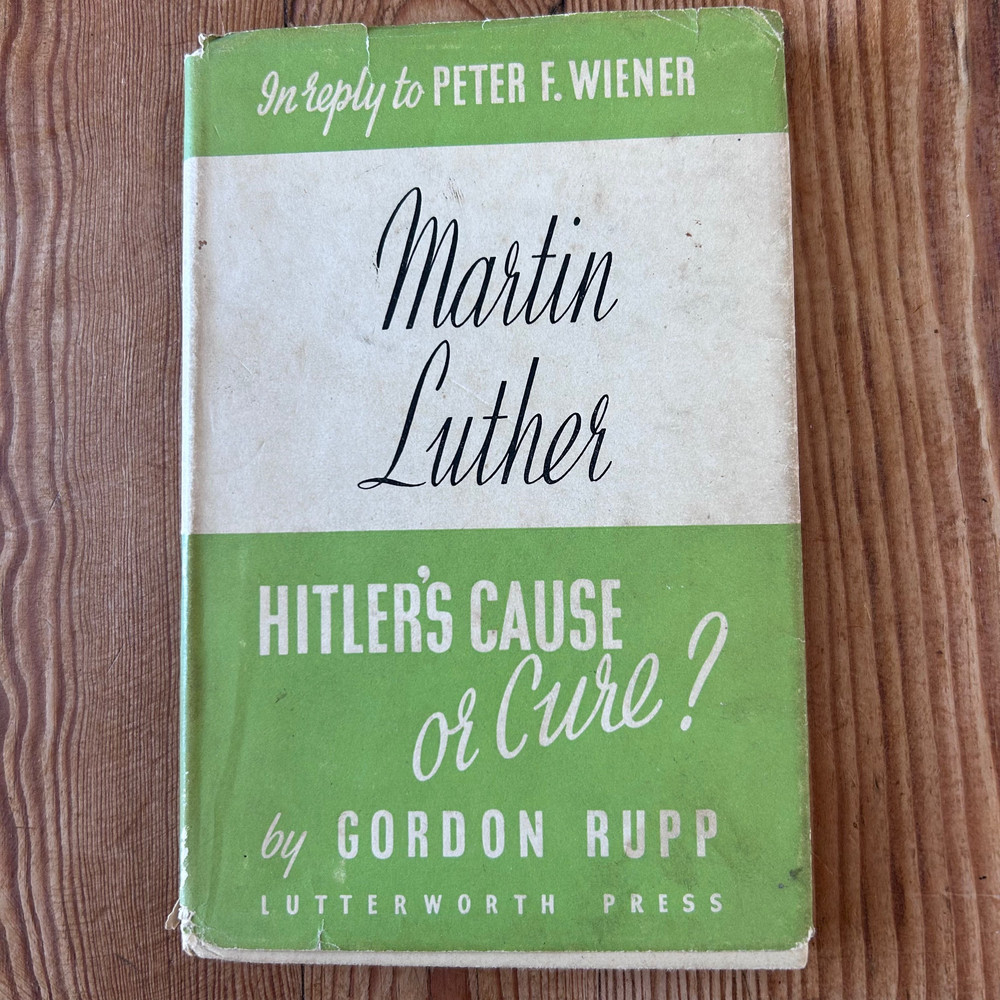 In reply to PETER F. WIENER
Martin
Luther
HITLER'S CAUSE
or Cure?
by GORDON RUPP
LUTTERWORTH PRESS